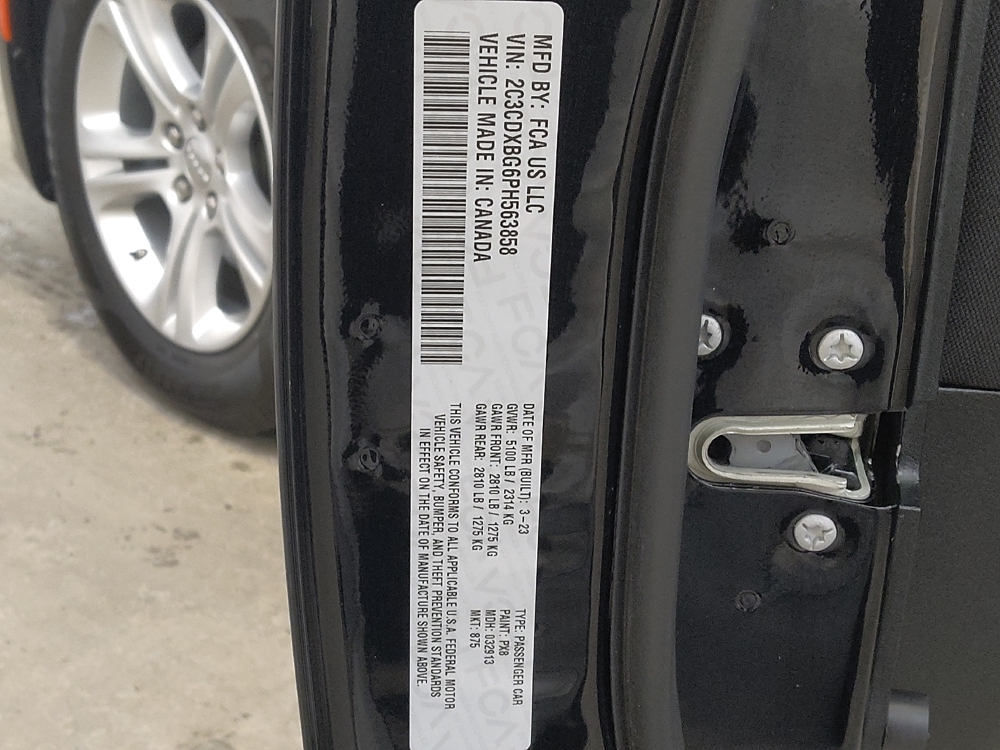 MFD BY: FCA US LLC
VIN: 2C3CDXBG6PH563858
VEHICLE MADE IN: CANADA
DATE OF MFR (BUILT): 3-23
GVWR: 5100 LB / 2314 KG
GAWR FRONT: 2810 LB / 1275 KG
GAWR REAR: 2810 LB / 1275 KG
TYPE: PASSENGER CAR
PAINT: PX8
MDH: 032913
MKT: 875
THIS VEHICLE CONFORMS TO ALL APPLICABLE U.S.A. FEDERAL MOTOR
VEHICLE SAFETY, BUMPER, AND THEFT PREVENTION STANDARDS
IN EFFECT ON THE DATE OF MANUFACTURE SHOWN ABOVE.